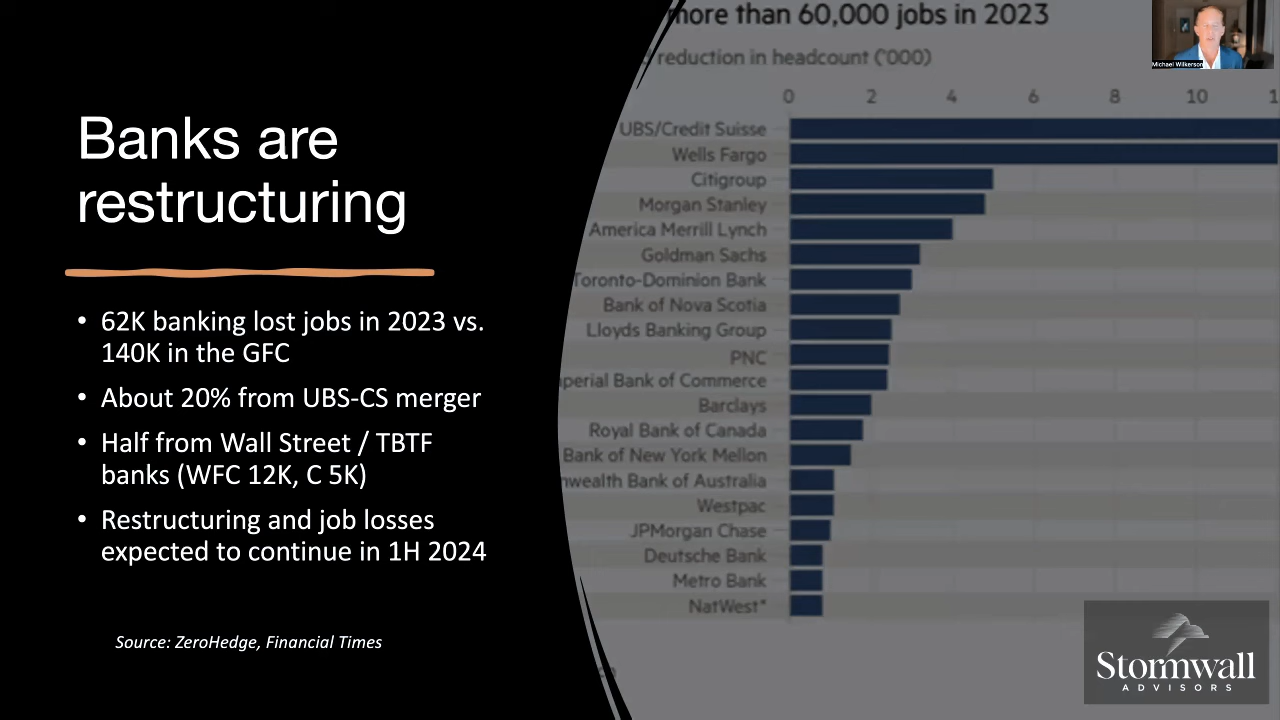 Banks are
restructuring
• 62K banking lost jobs in 2023 vs.
140K in the GFC
• About 20% from UBS-CS merger
• Half from Wall Street / TBTF
banks (WFC 12K, C 5K)
• Restructuring and job losses
expected to continue in 1H 2024
Source: ZeroHedge, Financial Times
more than 60,000 jobs in 2023
reduction in headcount ('000)
0 2 4 6 8 10
UBS/Credit Suisse
Wells Fargo
Citigroup
Morgan Stanley
America Merrill Lynch
Goldman Sachs
Toronto-Dominion Bank
Bank of Nova Scotia
Lloyds Banking Group
PNC
perial Bank of Commerce
Barclays
Royal Bank of Canada
Bank of New York Mellon
nwealth Bank of Australia
Westpac
JPMorgan Chase
Deutsche Bank
Metro Bank
NatWest*
Michael Wilkerson
Stormwall
ADVISORS